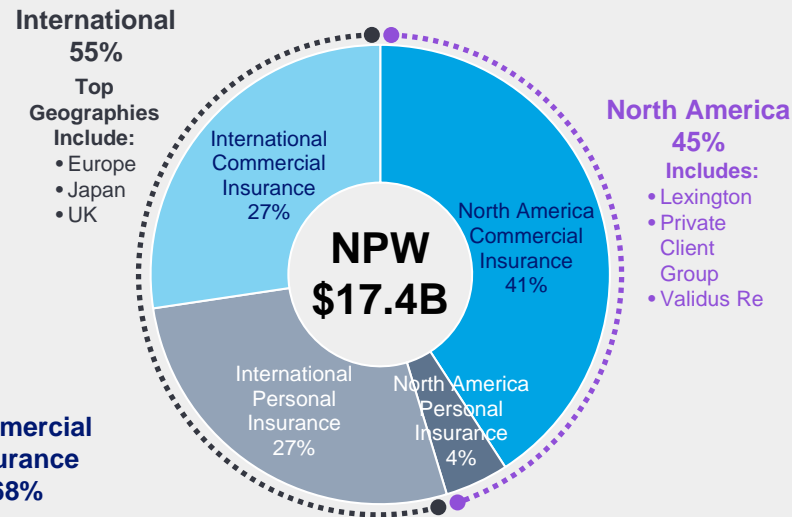 International
55%
Top
Geographies
Include:
• Europe
• Japan
• UK
International
Commercial
Insurance
27%
North America
Commercial
Insurance
41%
NPW
$17.4B
International
Personal
Insurance
27%
North America
Personal
Insurance
4%
North America
45%
Includes:
• Lexington
• Private
Client
Group
• Validus Re
mmercial
urance
68%